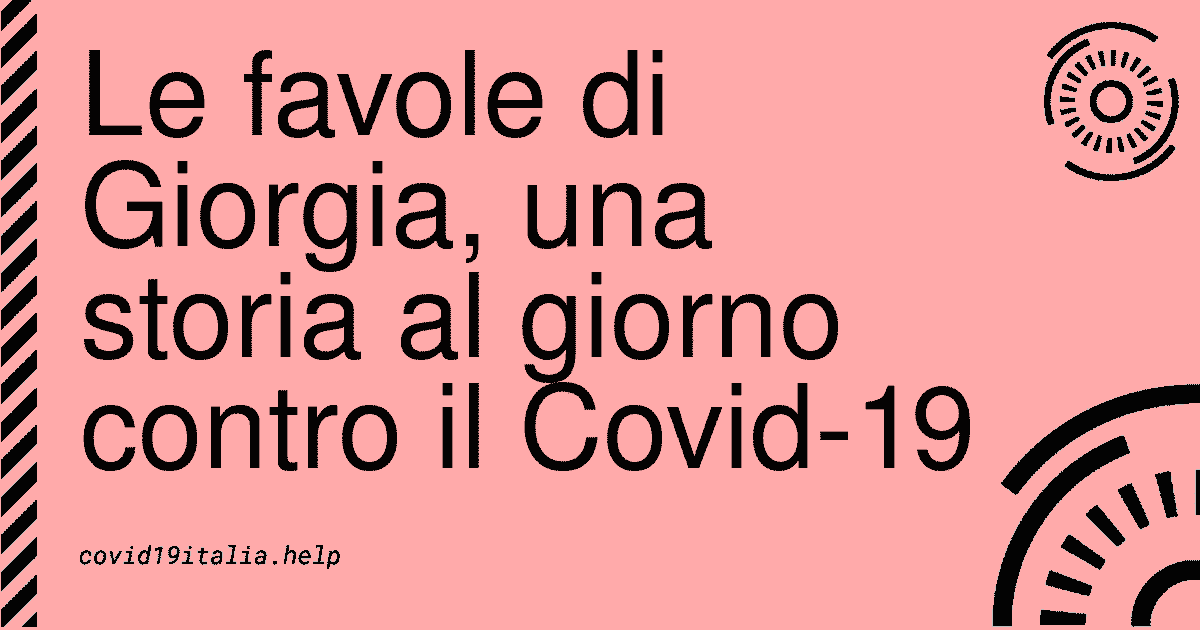 Le favole di
Giorgia, una
storia al giorno
contro il Covid-19
covid19italia.help